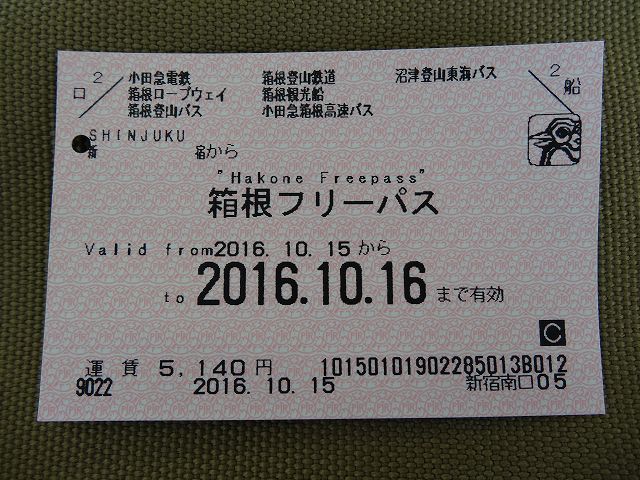 2 小田急電鉄 箱根登山鉄道 沼津登山東海バス 2
ロ 箱根ロープウェイ 箱根観光船 船
箱根登山バス 小田急箱根高速バス
SHINJUKU
新 宿から
"Hakone Freepass"
箱根フリーパス
Valid from2016.10.15から
to 2016.10.16まで有効
C
運賃 5,140円 10150101902285013B012
9022 2016.10.15 新宿南口05